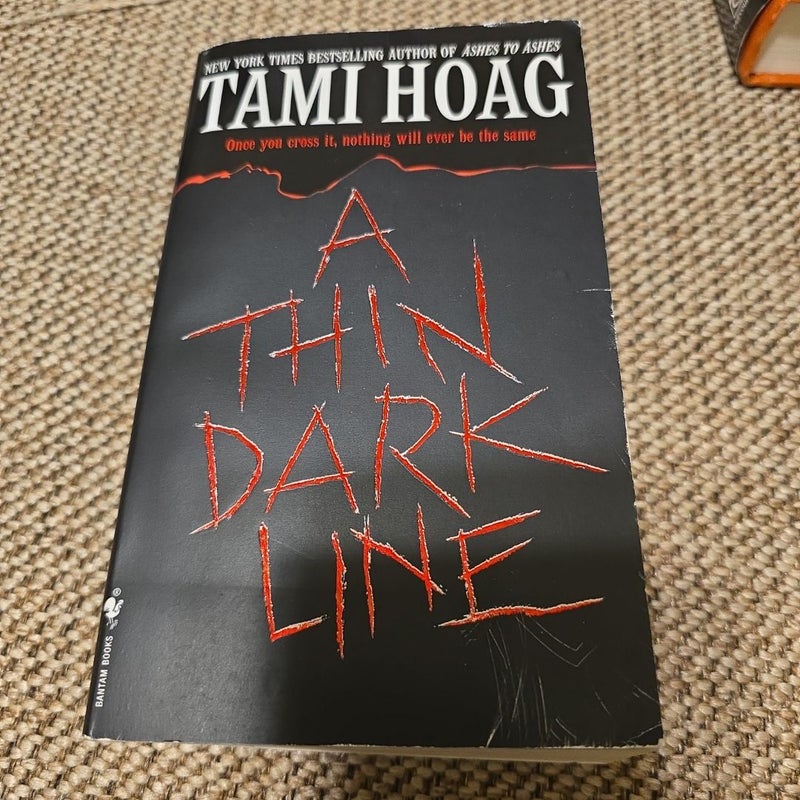 NEW YORK TIMES BESTSELLING AUTHOR OF ASHES TO ASHES
TAMI HOAG
Once you cross it, nothing will ever be the same
A
THIN
DARK
LINE
BANTAM BOOKS
®